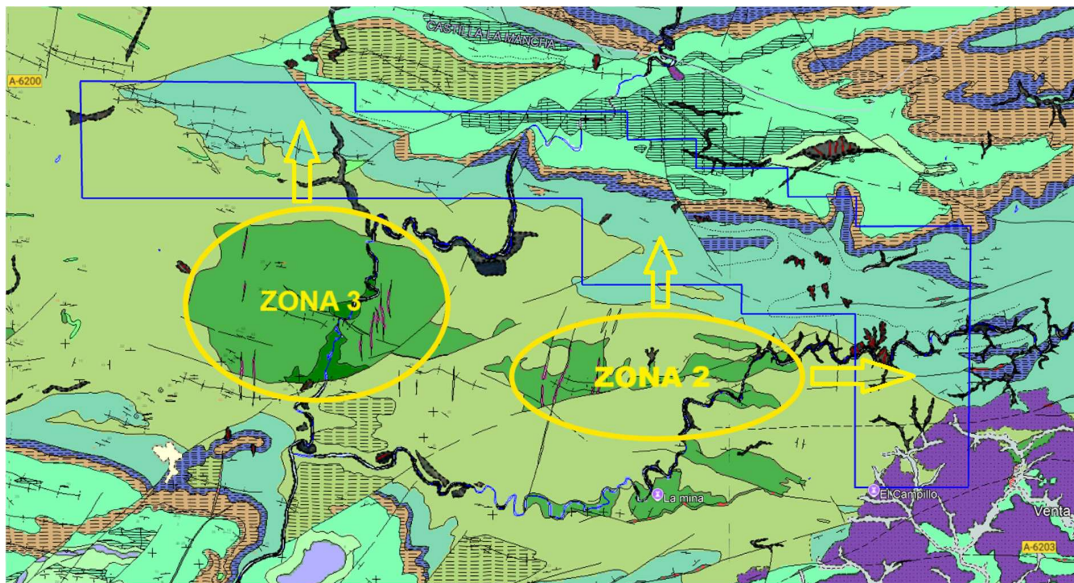 CASTILLA LA MANCHA
A-6200
ZONA 3
ZONA 2
La mina
El Campillo
Venta
A-6203